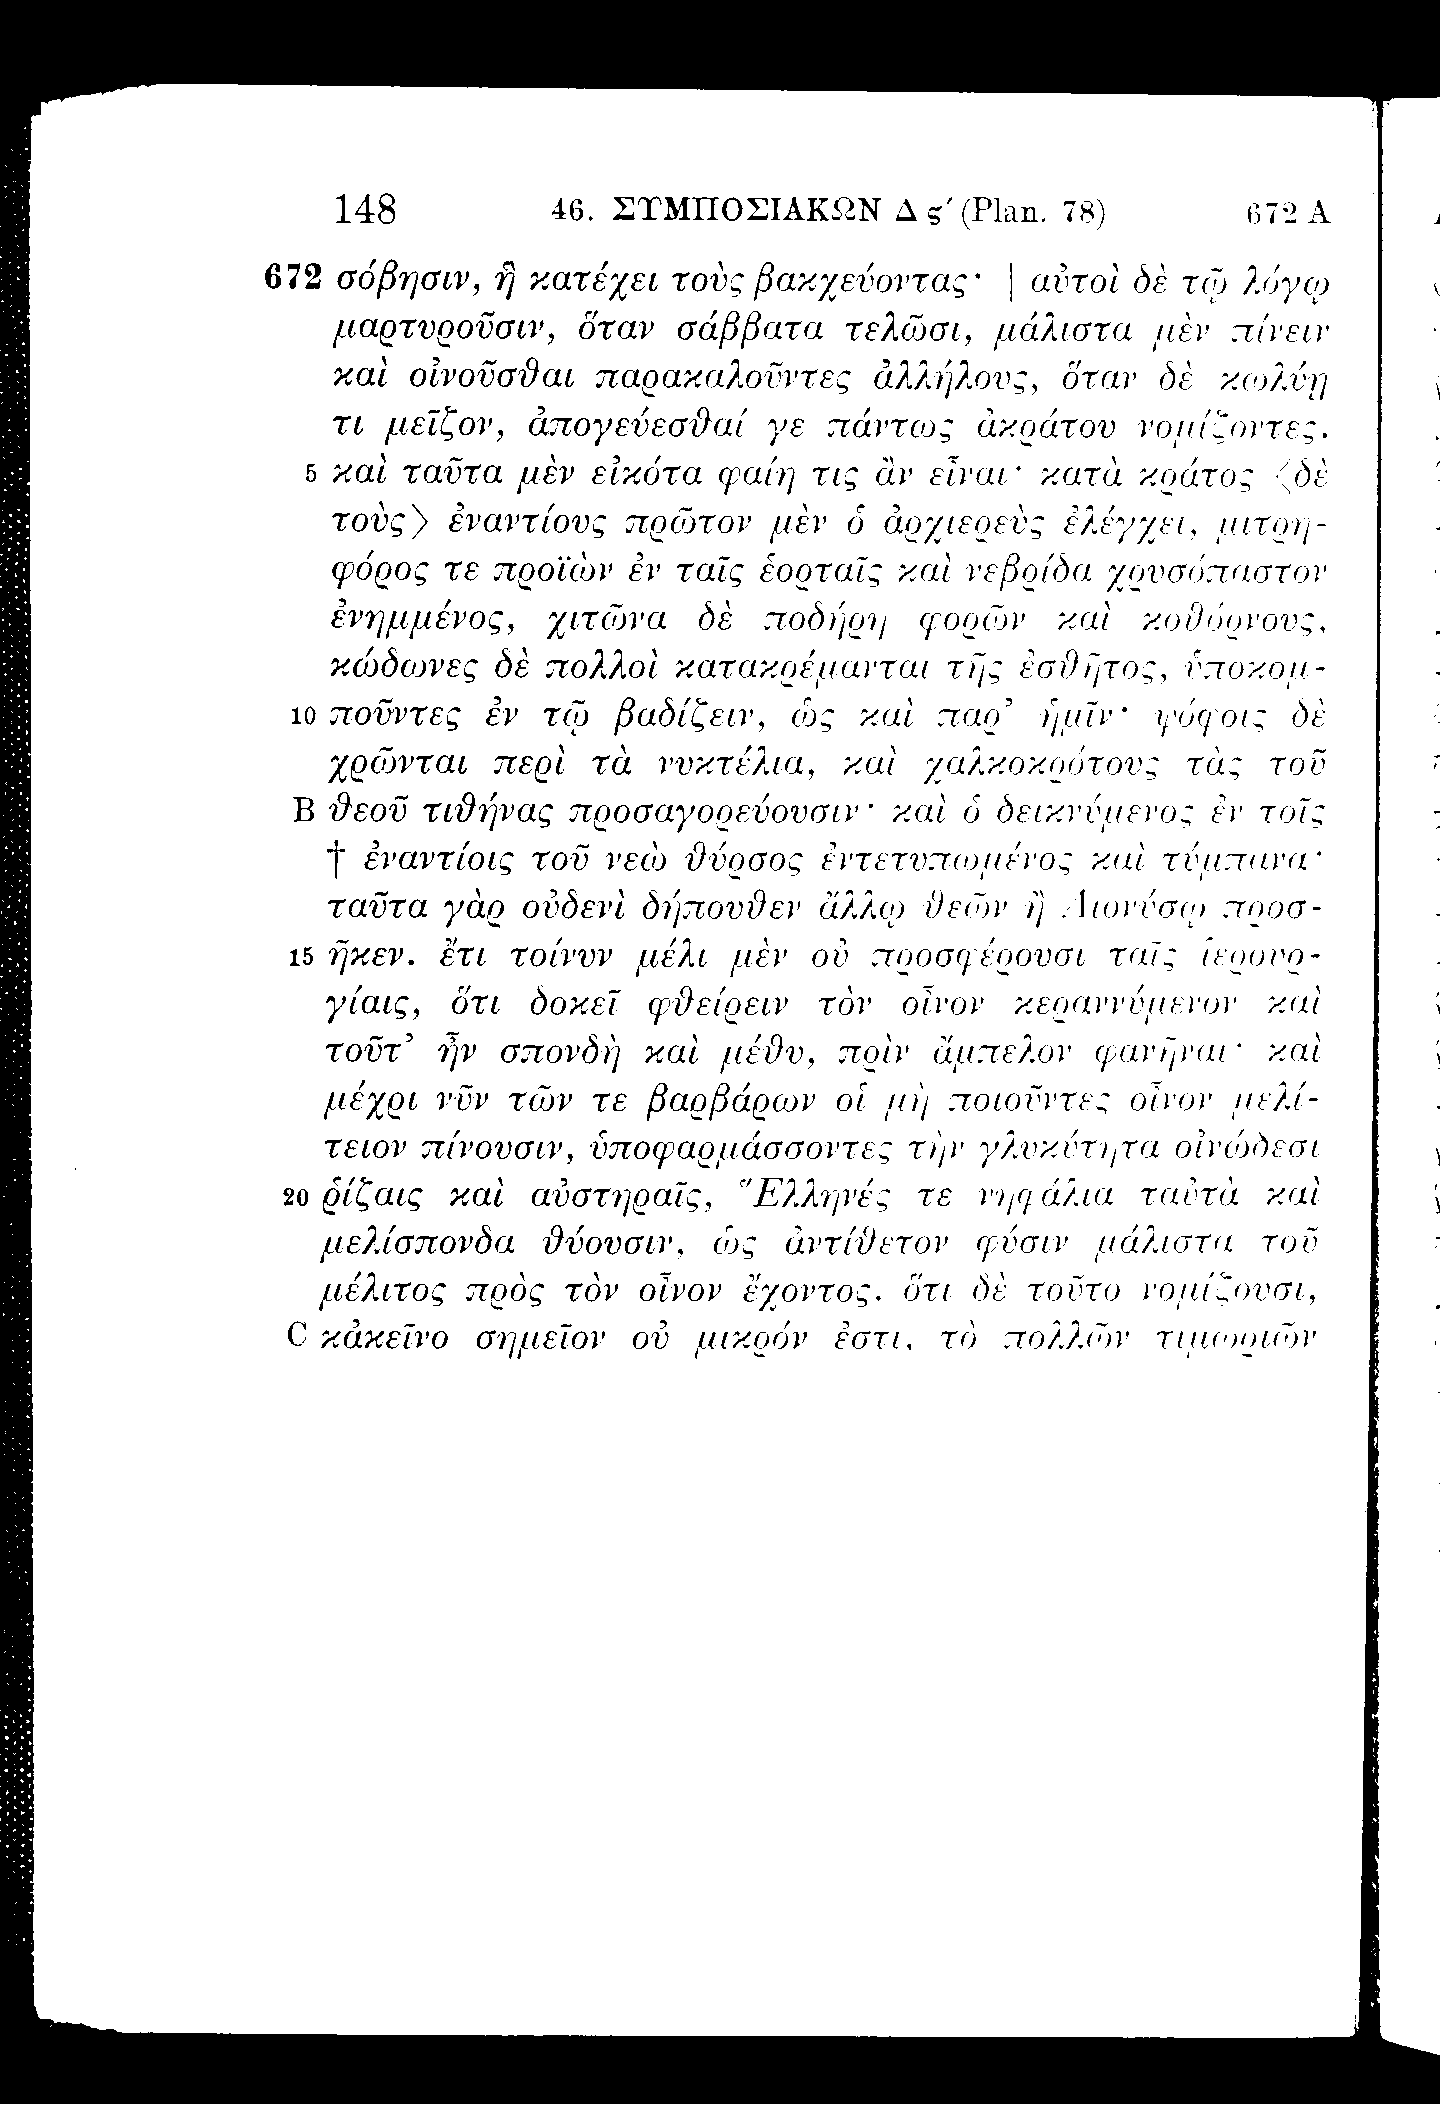 148 46. ΣΥΜΠΟΣΙΑΚΩΝ Δ ϛ′ (Plan. 78) 672 A
672 σόβησιν, ἣ κατέχει τοὺς βακχεύοντας· | αὐτοὶ δὲ τῷ λόγῳ
μαρτυροῦσιν, ὅταν σάββατα τελῶσι, μάλιστα μὲν πίνειν
καὶ οἰνοῦσθαι παρακαλοῦντες ἀλλήλους, ὅταν δὲ κωλύῃ
τι μεῖζον, ἀπογεύεσθαί γε πάντως ἀκράτου νομίζοντες.
5 καὶ ταῦτα μὲν εἰκότα φαίη τις ἂν εἶναι· κατὰ κράτος 〈δὲ
τοὺς〉 ἐναντίους πρῶτον μὲν ὁ ἀρχιερεὺς ἐλέγχει, μιτρη-
φόρος τε προϊὼν ἐν ταῖς ἑορταῖς καὶ νεβρίδα χρυσόπαστον
ἐνημμένος, χιτῶνα δὲ ποδήρη φορῶν καὶ κοθόρνους,
κώδωνες δὲ πολλοὶ κατακρέμανται τῆς ἐσθῆτος, ὑποκομ-
10 ποῦντες ἐν τῷ βαδίζειν, ὡς καὶ παρ’ ἡμῖν· ψόφοις δὲ
χρῶνται περὶ τὰ νυκτέλια, καὶ χαλκοκρότους τὰς τοῦ
B θεοῦ τιθήνας προσαγορεύουσιν· καὶ ὁ δεικνύμενος ἐν τοῖς
† ἐναντίοις τοῦ νεὼ θύρσος ἐντετυπωμένος καὶ τύμπανα·
ταῦτα γὰρ οὐδενὶ δήπουθεν ἄλλῳ θεῶν ἢ Διονύσῳ προσ-
15 ῆκεν. ἔτι τοίνυν μέλι μὲν οὐ προσφέρουσι ταῖς ἱερουρ-
γίαις, ὅτι δοκεῖ φθείρειν τὸν οἶνον κεραννύμενον καὶ
τοῦτ’ ἦν σπονδὴ καὶ μέθυ, πρὶν ἄμπελον φανῆναι· καὶ
μέχρι νῦν τῶν τε βαρβάρων οἱ μὴ ποιοῦντες οἶνον μελί-
τειον πίνουσιν, ὑποφαρμάσσοντες τὴν γλυκύτητα οἰνώδεσι
20 ῥίζαις καὶ αὐστηραῖς, Ἕλληνές τε νηφάλια ταὐτὰ καὶ
μελίσπονδα θύουσιν, ὡς ἀντίθετον φύσιν μάλιστα τοῦ
μέλιτος πρὸς τὸν οἶνον ἔχοντος. ὅτι δὲ τοῦτο νομίζουσι,
C κἀκεῖνο σημεῖον οὐ μικρόν ἐστι, τὸ πολλῶν τιμωριῶν